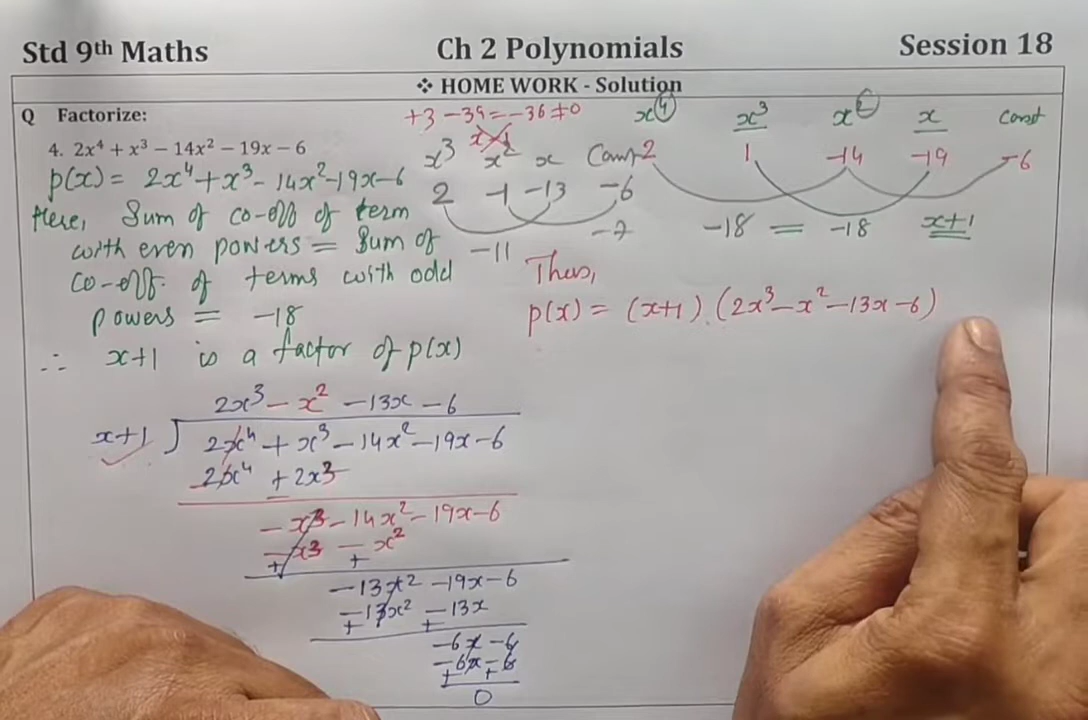 Std 9th Maths Ch 2 Polynomials Session 18
❖ HOME WORK - Solution
Q Factorize:
4. 2x⁴ + x³ − 14x² − 19x − 6
p(x) = 2x⁴ + x³ - 14x² - 19x - 6
Here, Sum of co-eff of term
with even powers = Sum of
co-eff. of terms with odd
powers = -18
∴ x+1 is a factor of p(x)
2x³ - x² - 13x - 6
x+1 ) 2x⁴ + x³ - 14x² - 19x - 6
2x⁴ + 2x³
- x³ - 14x² - 19x - 6
- x³ - x²
+ +
-13x² - 19x - 6
-13x² - 13x
+ +
-6x - 6
-6x - 6
+ +
0
+3 - 39 = -36 ≠ 0
x³ x² x Const
2 -1 -13 -6
-11 -7
x⁴ x³ x² x const
2 1 -14 -19 -6
-18 = -18 x+1
Thus,
p(x) = (x+1) (2x³ - x² - 13x - 6)